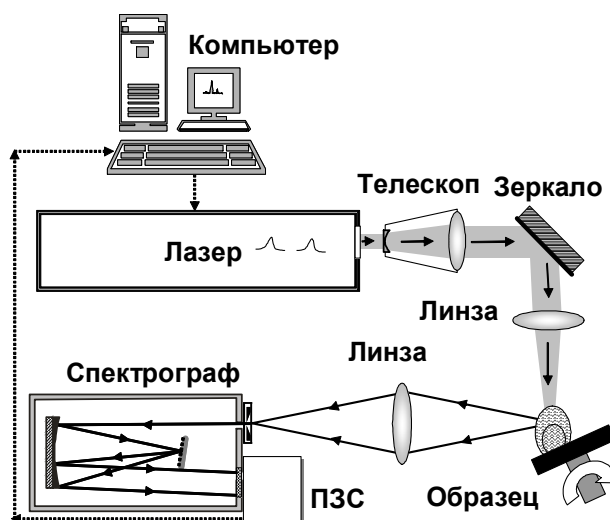 Компьютер
Телескоп
Зеркало
Лазер
Линза
Линза
Спектрограф
ПЗС
Образец